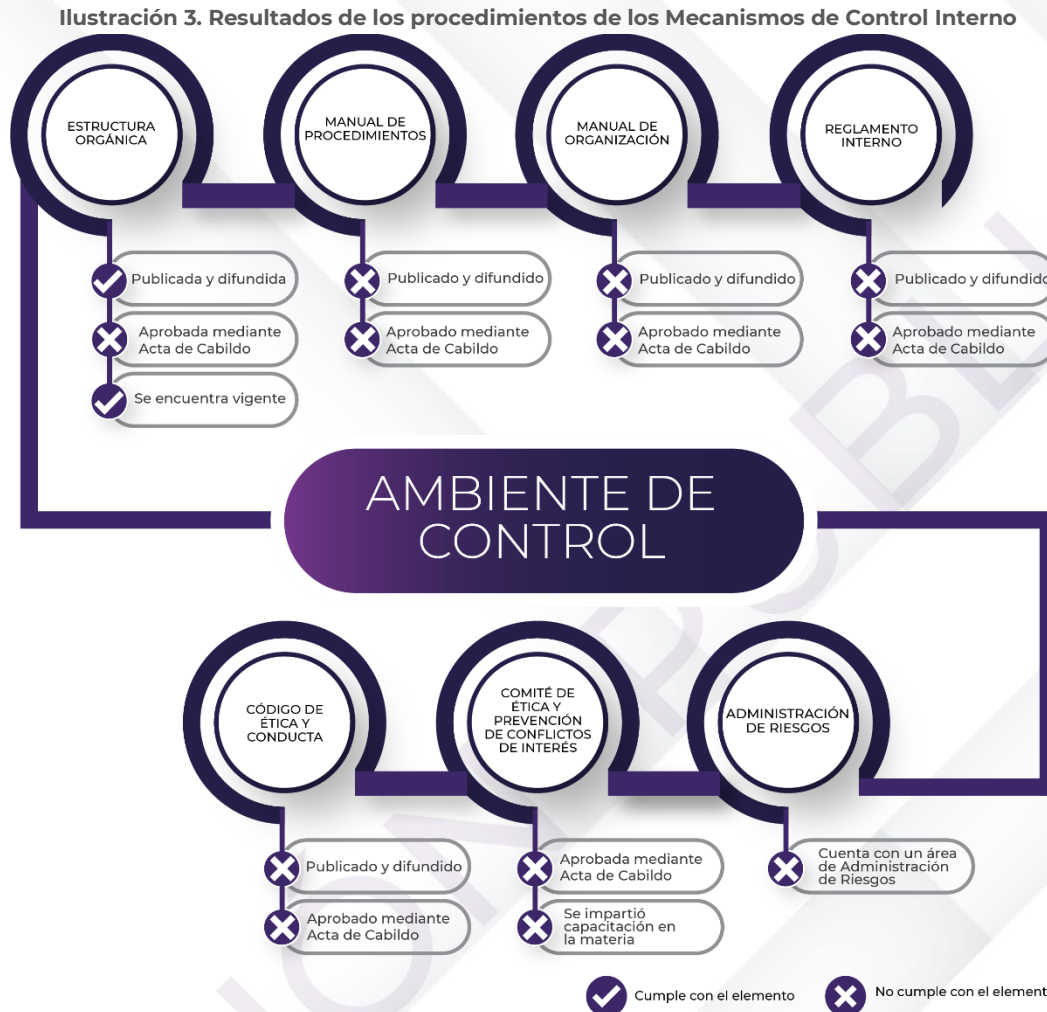 Ilustración 3. Resultados de los procedimientos de los Mecanismos de Control Interno
ESTRUCTURA
ORGÁNICA
Publicada y difundida
Aprobada mediante
Acta de Cabildo
Se encuentra vigente
MANUAL DE
PROCEDIMIENTOS
Publicado y difundido
Aprobado mediante
Acta de Cabildo
MANUAL DE
ORGANIZACIÓN
Publicado y difundido
Aprobado mediante
Acta de Cabildo
REGLAMENTO
INTERNO
Publicado y difundido
Aprobado mediante
Acta de Cabildo
AMBIENTE DE
CONTROL
CÓDIGO DE
ÉTICA Y
CONDUCTA
Publicado y difundido
Aprobado mediante
Acta de Cabildo
COMITÉ DE
ÉTICA Y
PREVENCIÓN
DE CONFLICTOS
DE INTERÉS
Aprobada mediante
Acta de Cabildo
Se impartió
capacitación en
la materia
ADMINISTRACIÓN
DE RIESGOS
Cuenta con un área
de Administración
de Riesgos
Cumple con el elemento
No cumple con el element